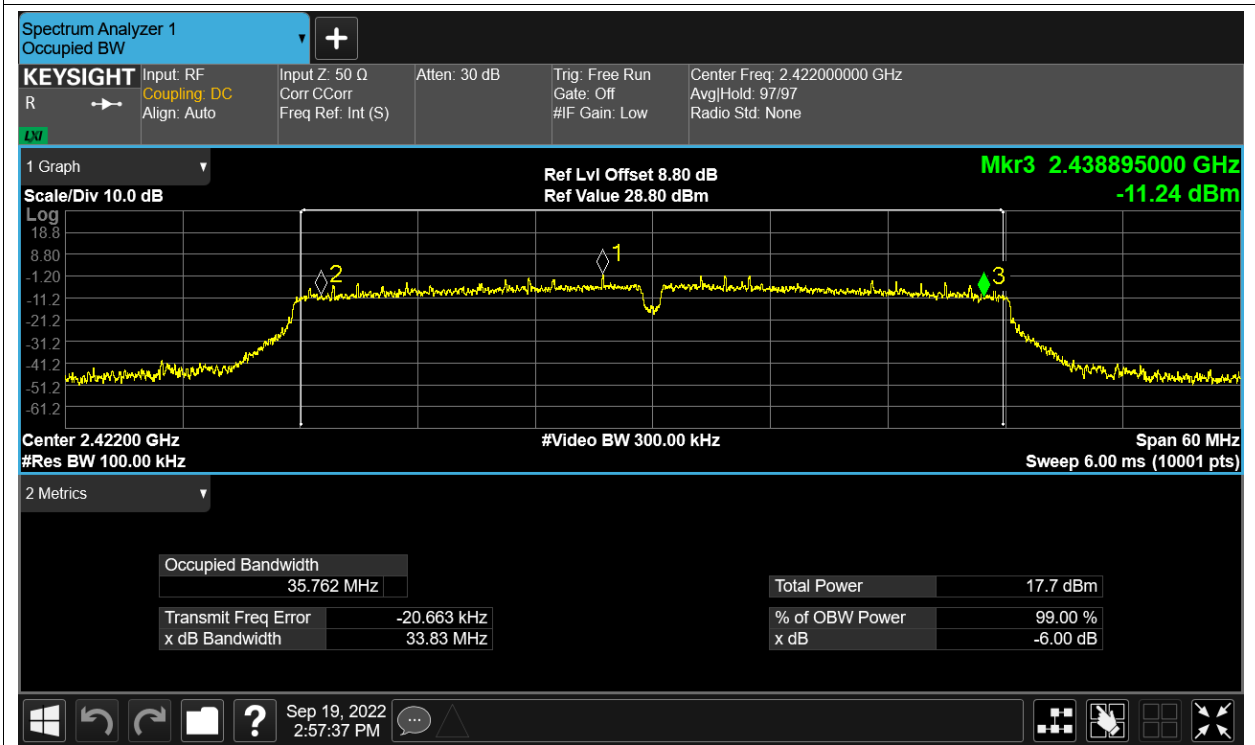 Spectrum Analyzer 1
Occupied BW
KEYSIGHT Input: RF Input Z: 50 Ω Atten: 30 dB Trig: Free Run Center Freq: 2.422000000 GHz
R Coupling: DC Corr CCorr Gate: Off Avg|Hold: 97/97
Align: Auto Freq Ref: Int (S) #IF Gain: Low Radio Std: None
LXI
1 Graph Ref Lvl Offset 8.80 dB Mkr3 2.438895000 GHz
Scale/Div 10.0 dB Ref Value 28.80 dBm -11.24 dBm
Log
18.8
8.80
-1.20
-11.2
-21.2
-31.2
-41.2
-51.2
-61.2
2 1 3
Center 2.42200 GHz #Video BW 300.00 kHz Span 60 MHz
#Res BW 100.00 kHz Sweep 6.00 ms (10001 pts)
2 Metrics
Occupied Bandwidth
35.762 MHz Total Power 17.7 dBm
Transmit Freq Error -20.663 kHz % of OBW Power 99.00 %
x dB Bandwidth 33.83 MHz x dB -6.00 dB
? Sep 19, 2022
2:57:37 PM